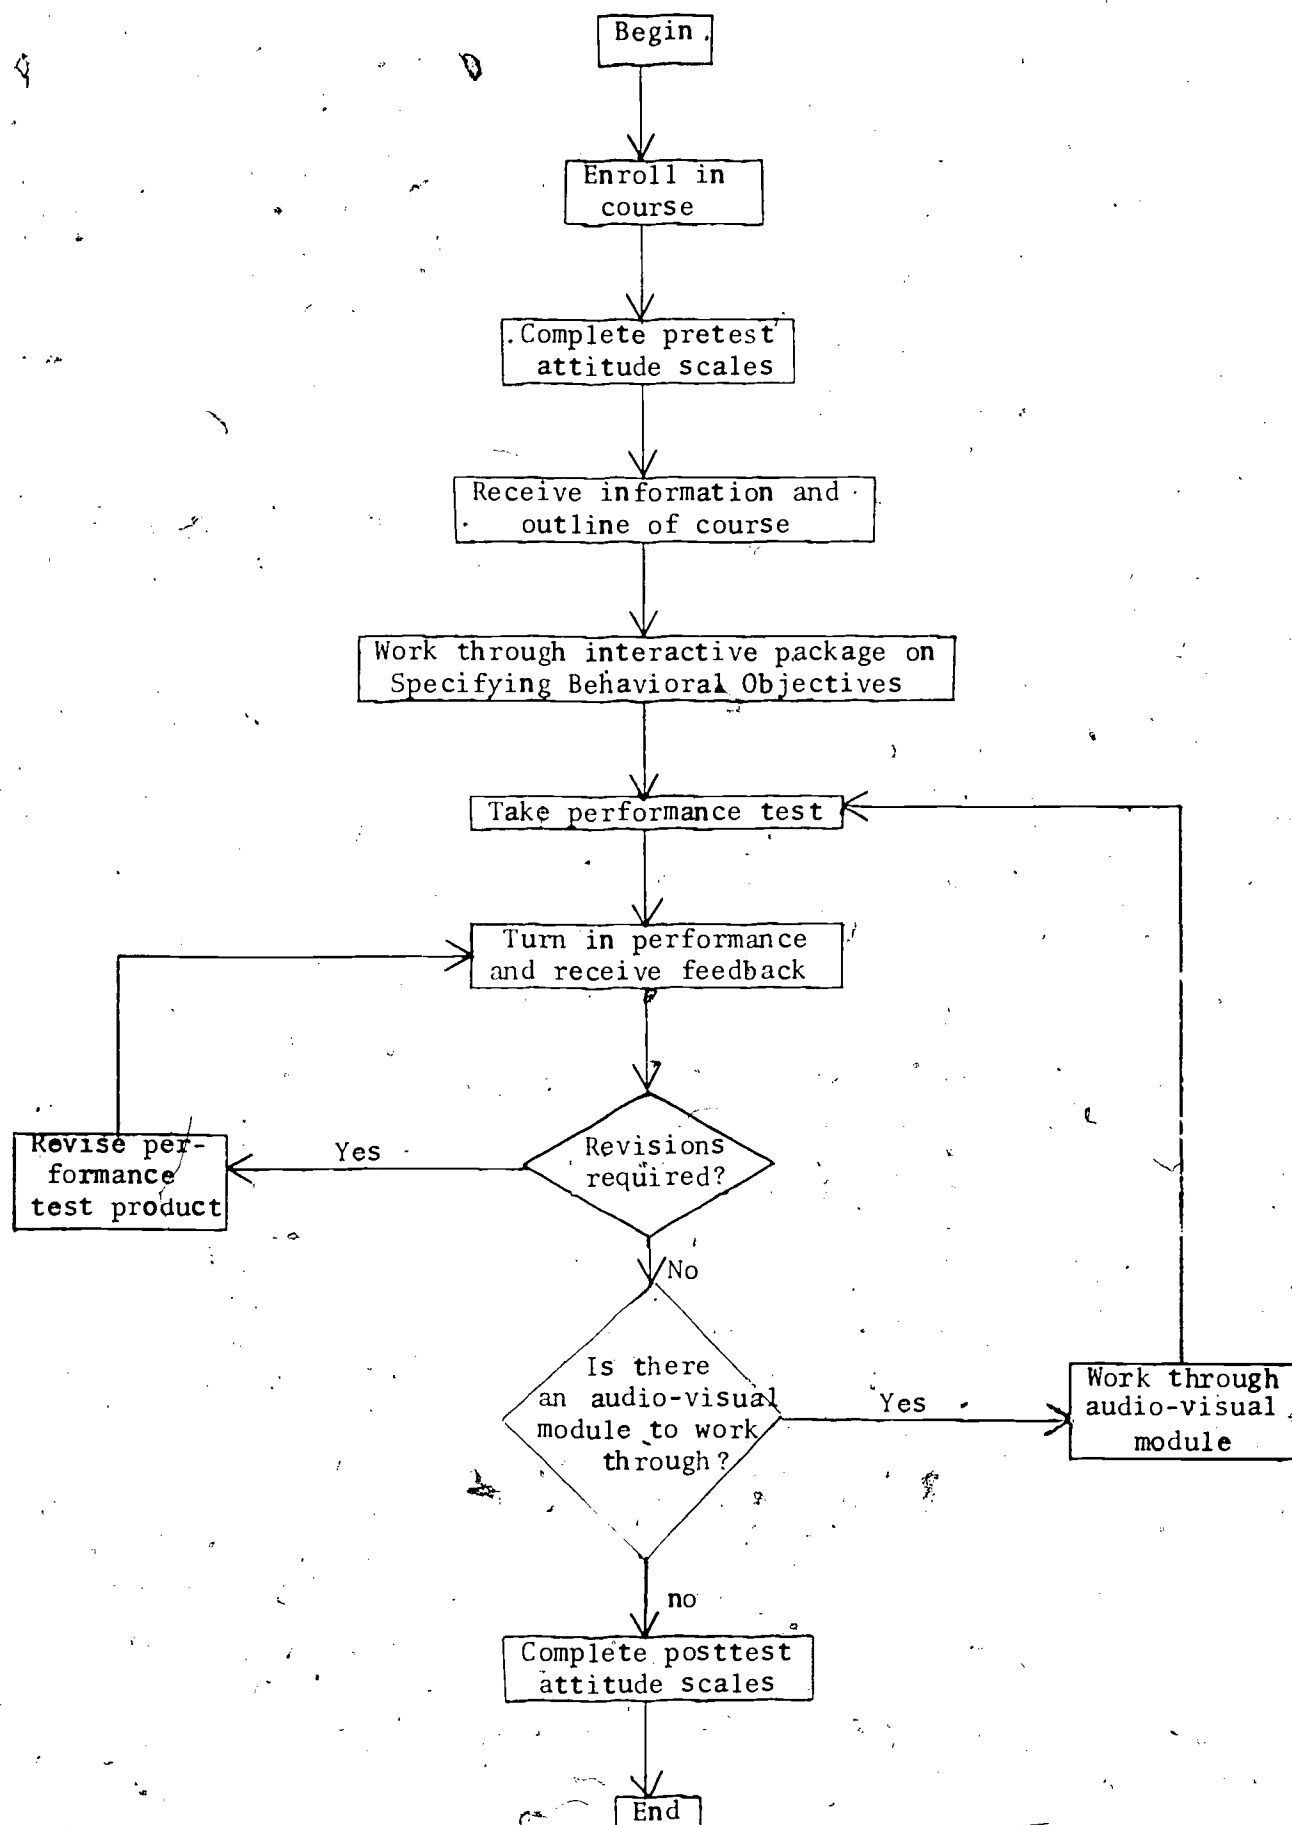 Begin
Enroll in
course
Complete pretest
attitude scales
Receive information and
outline of course
Work through interactive package on
Specifying Behavioral Objectives
Take performance test
Turn in performance
and receive feedback
Revisions
required?
Yes
Revise per-
formance
test product
No
Is there
an audio-visual
module to work
through?
Yes
Work through
audio-visual
module
no
Complete posttest
attitude scales
End